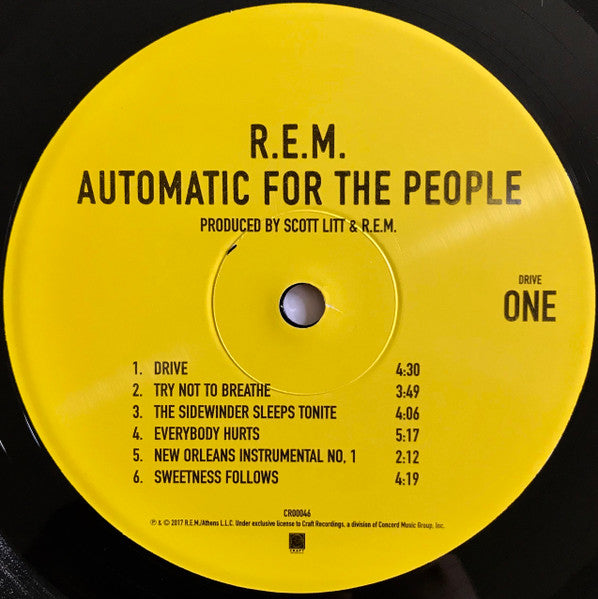 R.E.M.
AUTOMATIC FOR THE PEOPLE
PRODUCED BY SCOTT LITT & R.E.M.
DRIVE
ONE
1. DRIVE 4:30
2. TRY NOT TO BREATHE 3:49
3. THE SIDEWINDER SLEEPS TONITE 4:06
4. EVERYBODY HURTS 5:17
5. NEW ORLEANS INSTRUMENTAL NO. 1 2:12
6. SWEETNESS FOLLOWS 4:19
CR00046
℗ & © 2017 R.E.M./Athens L.L.C. Under exclusive license to Craft Recordings, a division of Concord Music Group, Inc.
CRAFT